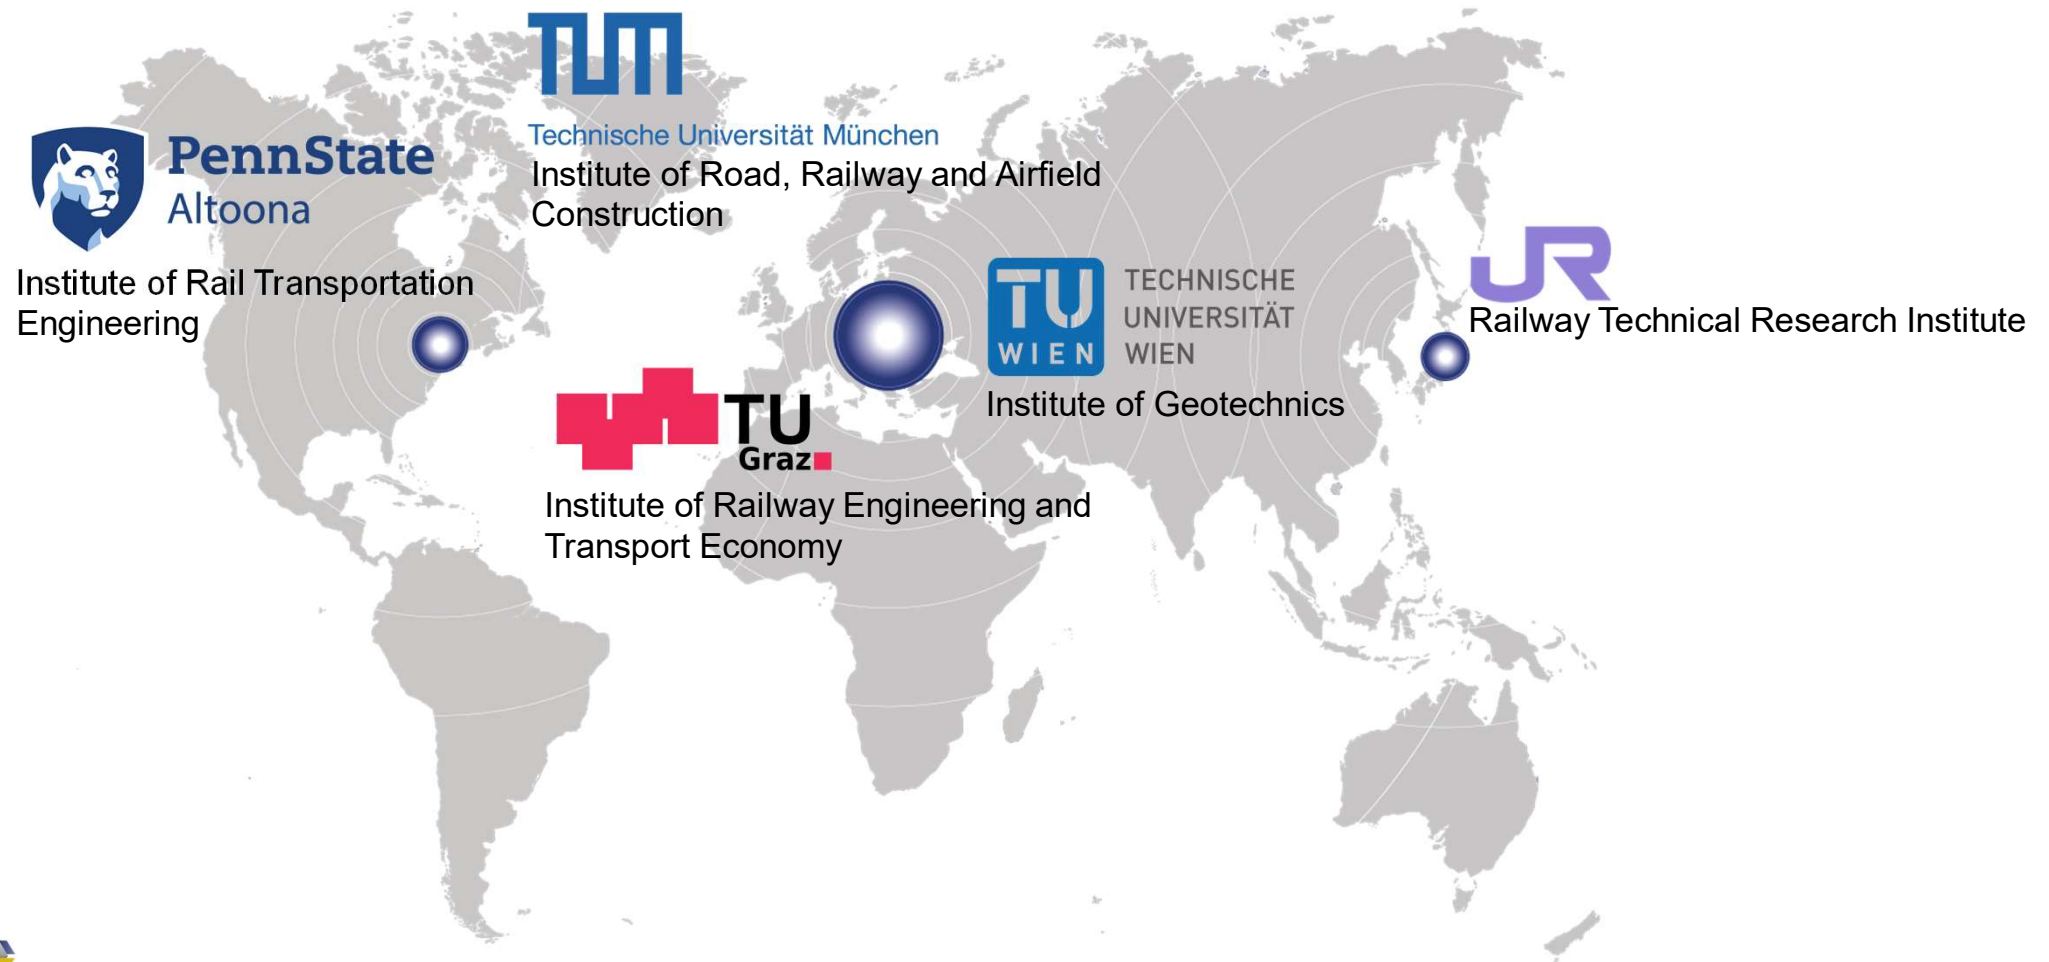 TUM
Technische Universität München
Institute of Road, Railway and Airfield
Construction
PennState
Altoona
Institute of Rail Transportation
Engineering
TU
WIEN
TECHNISCHE
UNIVERSITÄT
WIEN
Institute of Geotechnics
JR
Railway Technical Research Institute
TU
Graz
Institute of Railway Engineering and
Transport Economy